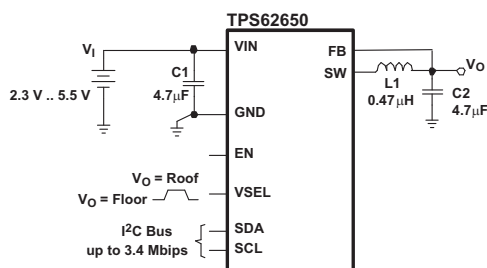 TPS62650
VI
VIN
FB
VO
C1
SW
2.3 V .. 5.5 V
4.7µF
L1
C2
0.47µH
4.7µF
GND
EN
VO = Roof
VSEL
VO = Floor
I²C Bus
SDA
up to 3.4 Mbips
SCL